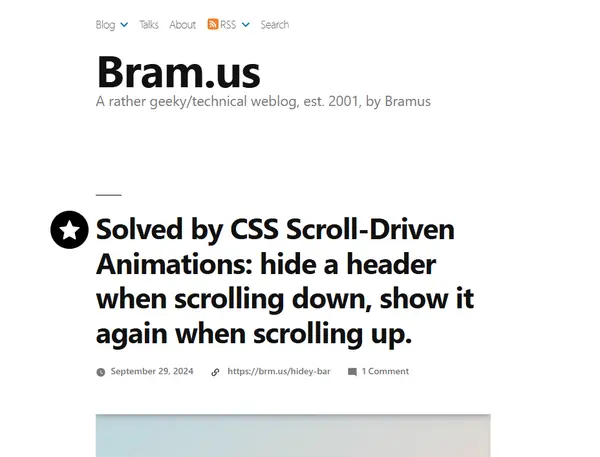 Blog Talks About RSS Search
Bram.us
A rather geeky/technical weblog, est. 2001, by Bramus
Solved by CSS Scroll-Driven
Animations: hide a header
when scrolling down, show it
again when scrolling up.
September 29, 2024 https://brm.us/hidey-bar 1 Comment